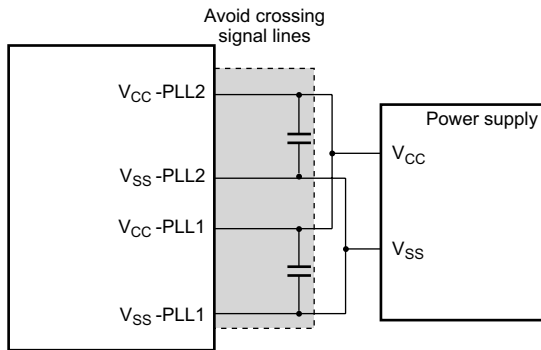 Avoid crossing
signal lines
VCC -PLL2
VSS -PLL2
VCC -PLL1
VSS -PLL1
Power supply
VCC
VSS